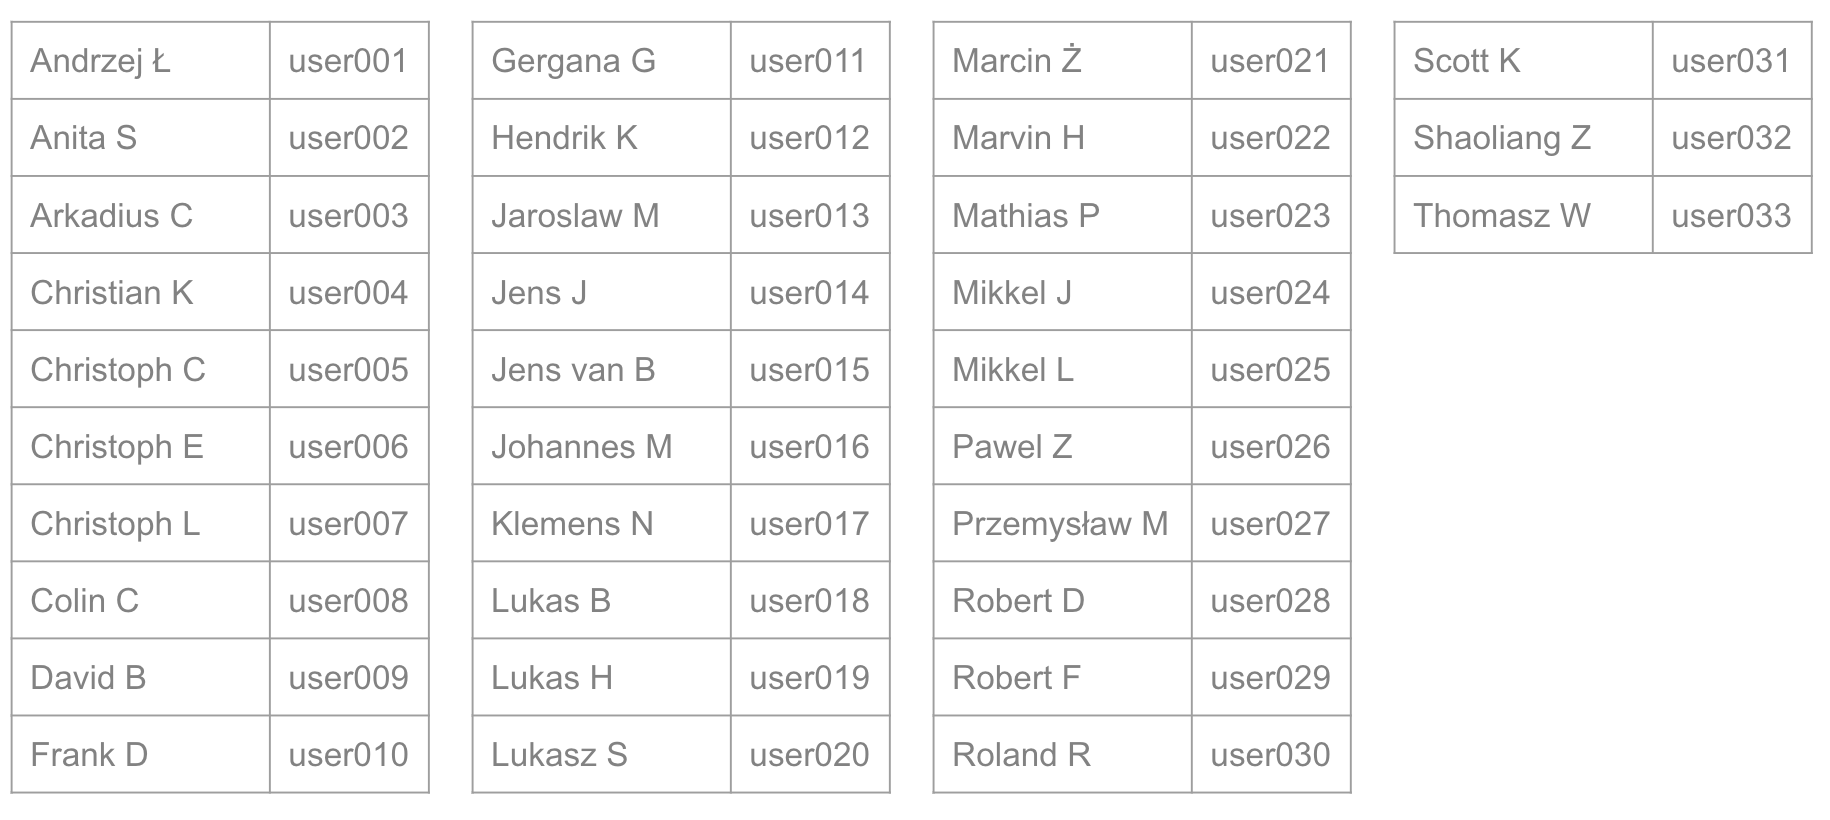 Andrzej Ł user001
Anita S user002
Arkadius C user003
Christian K user004
Christoph C user005
Christoph E user006
Christoph L user007
Colin C user008
David B user009
Frank D user010
Gergana G user011
Hendrik K user012
Jaroslaw M user013
Jens J user014
Jens van B user015
Johannes M user016
Klemens N user017
Lukas B user018
Lukas H user019
Lukasz S user020
Marcin Ż user021
Marvin H user022
Mathias P user023
Mikkel J user024
Mikkel L user025
Pawel Z user026
Przemysław M user027
Robert D user028
Robert F user029
Roland R user030
Scott K user031
Shaoliang Z user032
Thomasz W user033